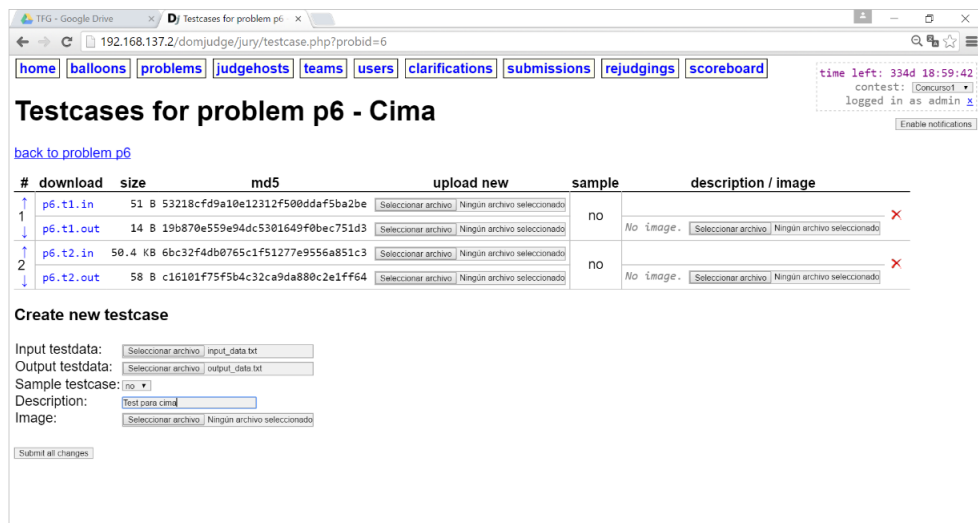 TFG - Google Drive
DJ Testcases for problem p6
192.168.137.2/domjudge/jury/testcase.php?probid=6
home balloons problems judgehosts teams users clarifications submissions rejudgings scoreboard
time left: 334d 18:59:42
contest: Concurso1
logged in as admin x
Enable notifications
Testcases for problem p6 - Cima
back to problem p6
# download size md5 upload new sample description / image
↑ p6.t1.in 51 B 53218cfd9a10e12312f500ddaf5ba2be Seleccionar archivo Ningún archivo seleccionado
1 no
↓ p6.t1.out 14 B 19b870e559e94dc5301649f0bec751d3 Seleccionar archivo Ningún archivo seleccionado No image. Seleccionar archivo Ningún archivo seleccionado
↑ p6.t2.in 50.4 KB 6bc32f4db0765c1f51277e9556a851c3 Seleccionar archivo Ningún archivo seleccionado
2 no
↓ p6.t2.out 58 B c16101f75f5b4c32ca9da880c2e1ff64 Seleccionar archivo Ningún archivo seleccionado No image. Seleccionar archivo Ningún archivo seleccionado
Create new testcase
Input testdata: Seleccionar archivo input_data.txt
Output testdata: Seleccionar archivo output_data.txt
Sample testcase: no
Description: Test para cima
Image: Seleccionar archivo Ningún archivo seleccionado
Submit all changes